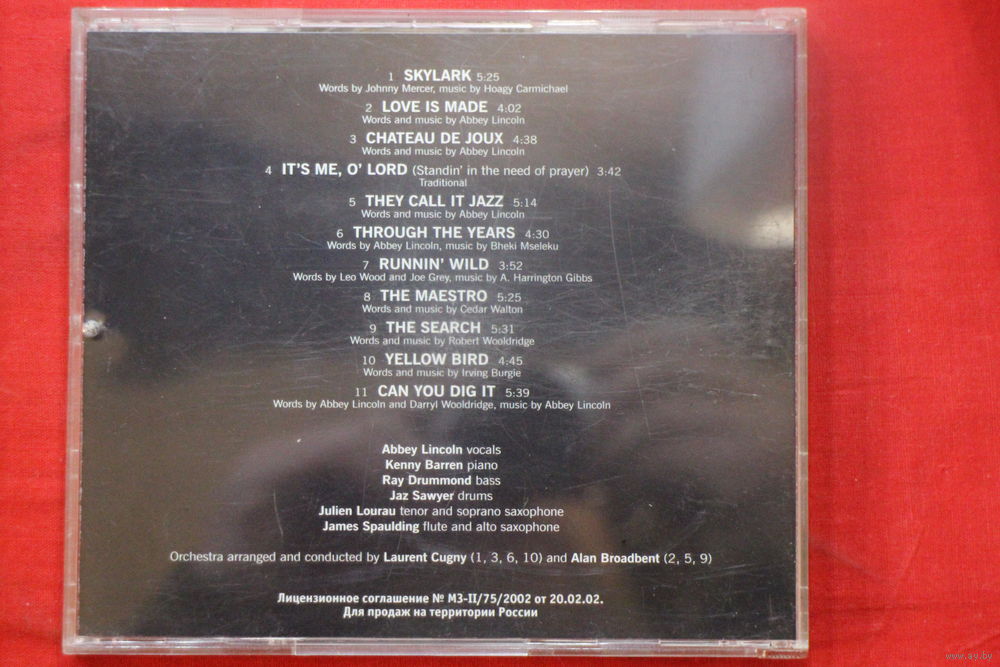 1 SKYLARK 5:25
Words by Johnny Mercer, music by Hoagy Carmichael
2 LOVE IS MADE 4:02
Words and music by Abbey Lincoln
3 CHATEAU DE JOUX 4:38
Words and music by Abbey Lincoln
4 IT'S ME, O' LORD (Standin' in the need of prayer) 3:42
Traditional
5 THEY CALL IT JAZZ 5:14
Words and music by Abbey Lincoln
6 THROUGH THE YEARS 4:30
Words by Abbey Lincoln, music by Bheki Mseleku
7 RUNNIN' WILD 3:52
Words by Leo Wood and Joe Grey, music by A. Harrington Gibbs
8 THE MAESTRO 5:25
Words and music by Cedar Walton
9 THE SEARCH 5:31
Words and music by Robert Wooldridge
10 YELLOW BIRD 4:45
Words and music by Irving Burgie
11 CAN YOU DIG IT 5:39
Words by Abbey Lincoln and Darryl Wooldridge, music by Abbey Lincoln
Abbey Lincoln vocals
Kenny Barren piano
Ray Drummond bass
Jaz Sawyer drums
Julien Lourau tenor and soprano saxophone
James Spaulding flute and alto saxophone
Orchestra arranged and conducted by Laurent Cugny (1, 3, 6, 10) and Alan Broadbent (2, 5, 9)
Лицензионное соглашение № МЗ-II/75/2002 от 20.02.02.
Для продаж на территории России
www.ay.by